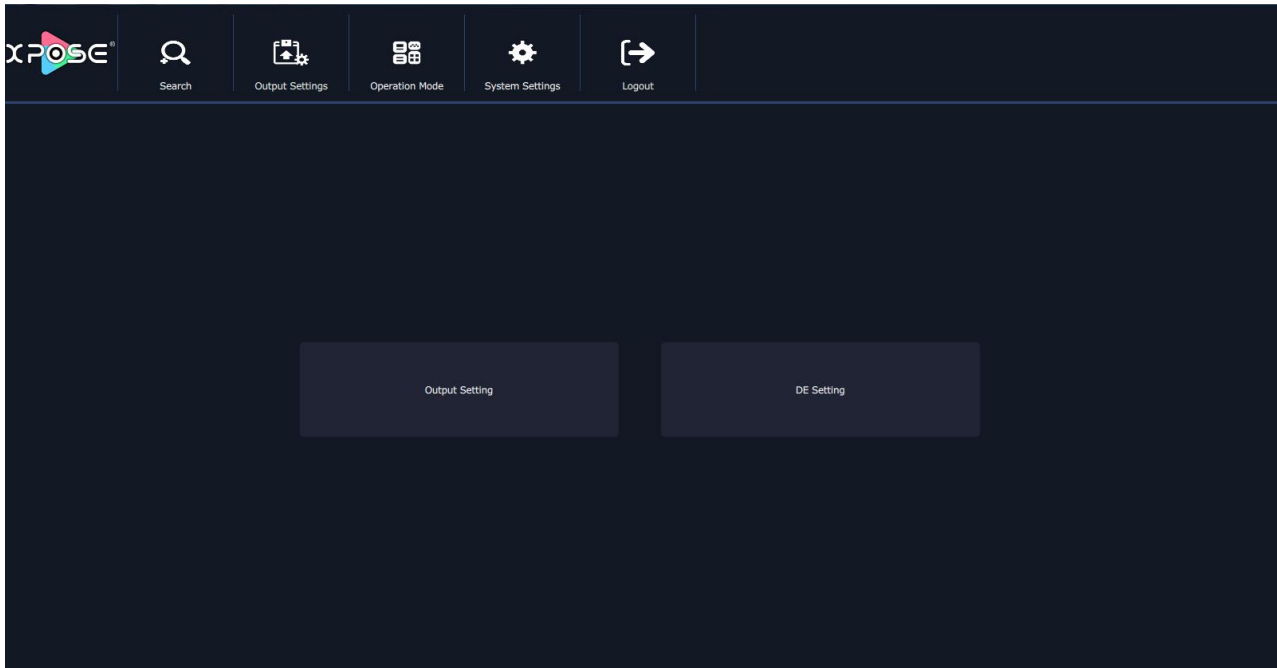 XPOSE®
Search
Output Settings
Operation Mode
System Settings
Logout
Output Setting
DE Setting